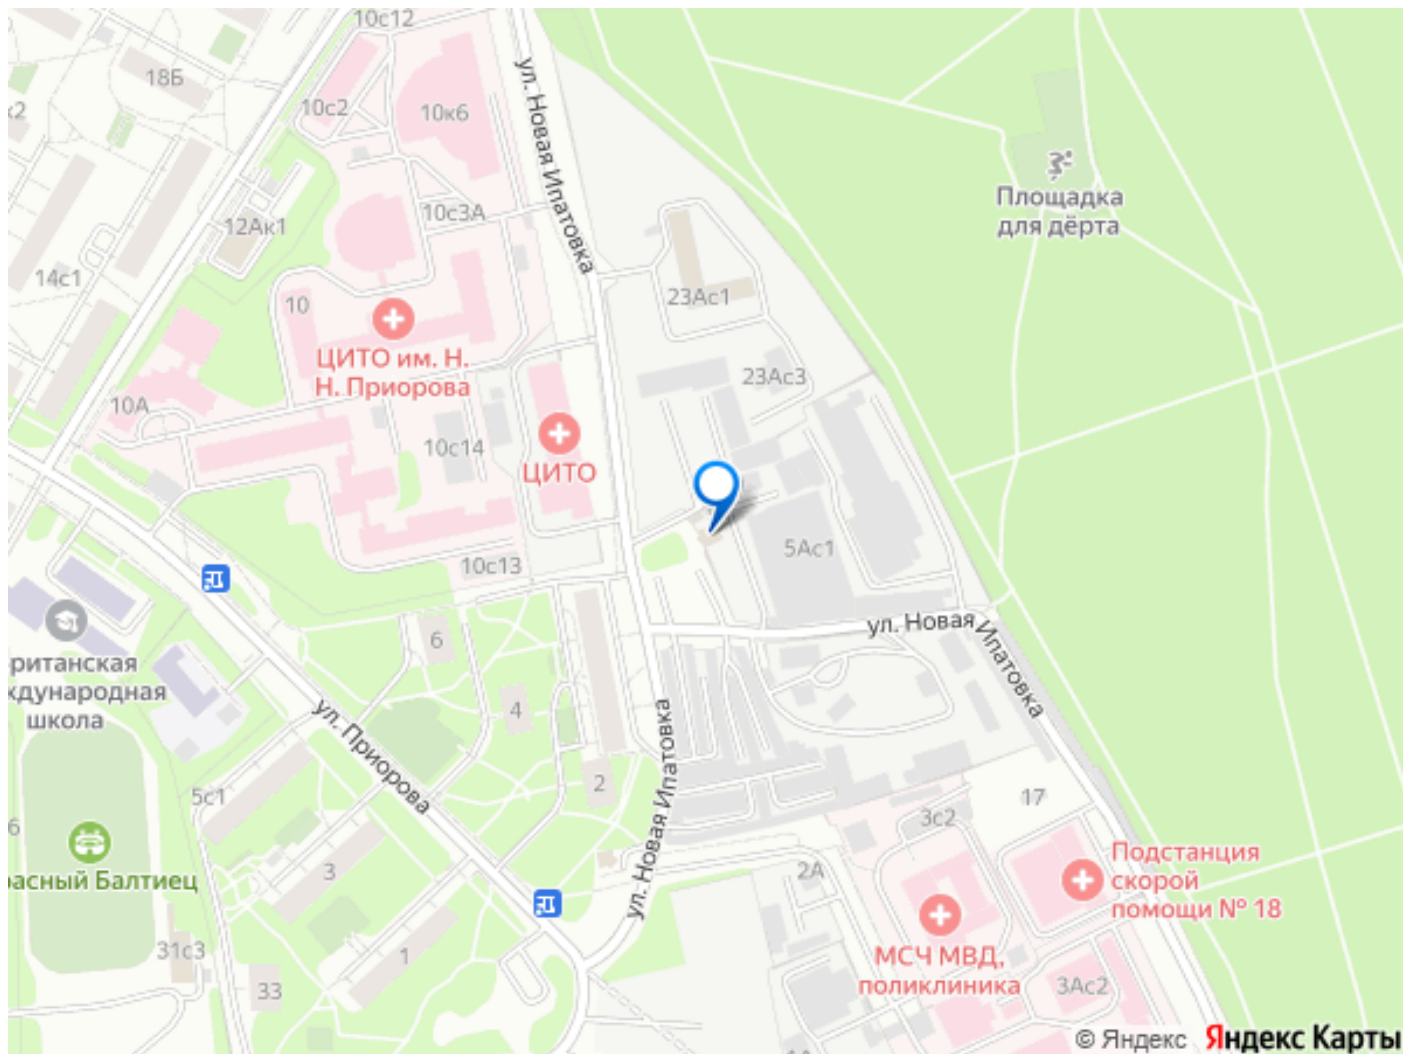 10с12
18Б
к2
10с2
10к6
ул. Новая Ипатовка
Площадка
для дёрта
10с3А
12Ак1
14с1
23Ас1
10
ЦИТО им. Н.
Н. Приорова
23Ас3
10А
10с14
ЦИТО
5Ас1
10с13
ул. Новая Ипатовка
6
ританская
ждународная
школа
4
ул. Приорова
ул. Новая Ипатовка
2
5с1
17
3с2
6
3
2А
расный Балтиец
Подстанция
скорой
помощи № 18
31с3
1
МСЧ МВД,
поликлиника
33
3Ас2
© Яндекс Яндекс Карты